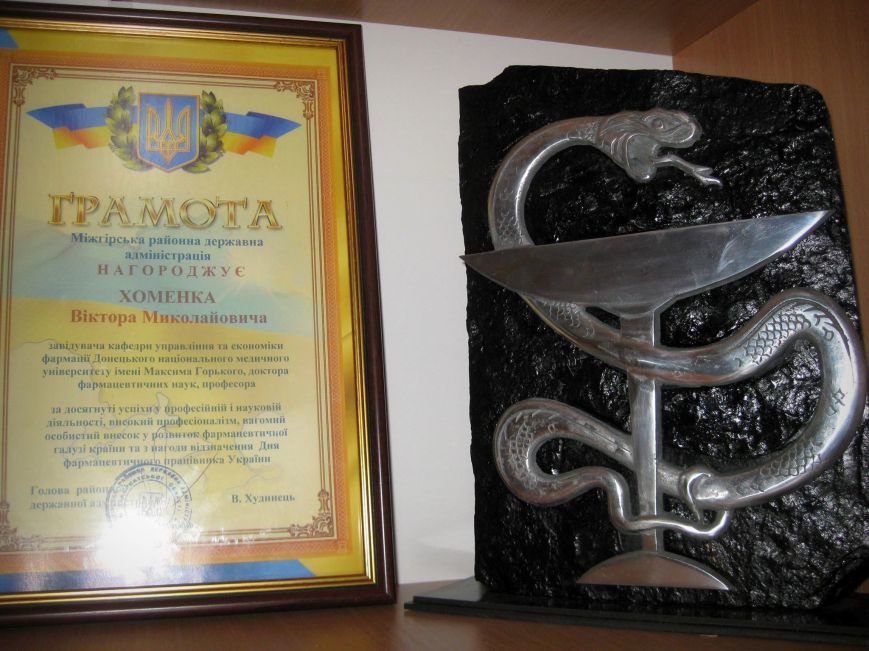 ГРАМОТА
Міжгірська районна державна
адміністрація
НАГОРОДЖУЄ
ХОМЕНКА
Віктора Миколайовича
завідувача кафедри управління та економіки
фармації Донецького національного медичного
університету імені Максима Горького, доктора
фармацевтичних наук, професора
за досягнуті успіхи у професійній і науковій
діяльності, високий професіоналізм, вагомий
особистий внесок у розвиток фармацевтичної
галузі країни та з нагоди відзначення Дня
фармацевтичного працівника України
Голова район
державної ад
В. Худинець